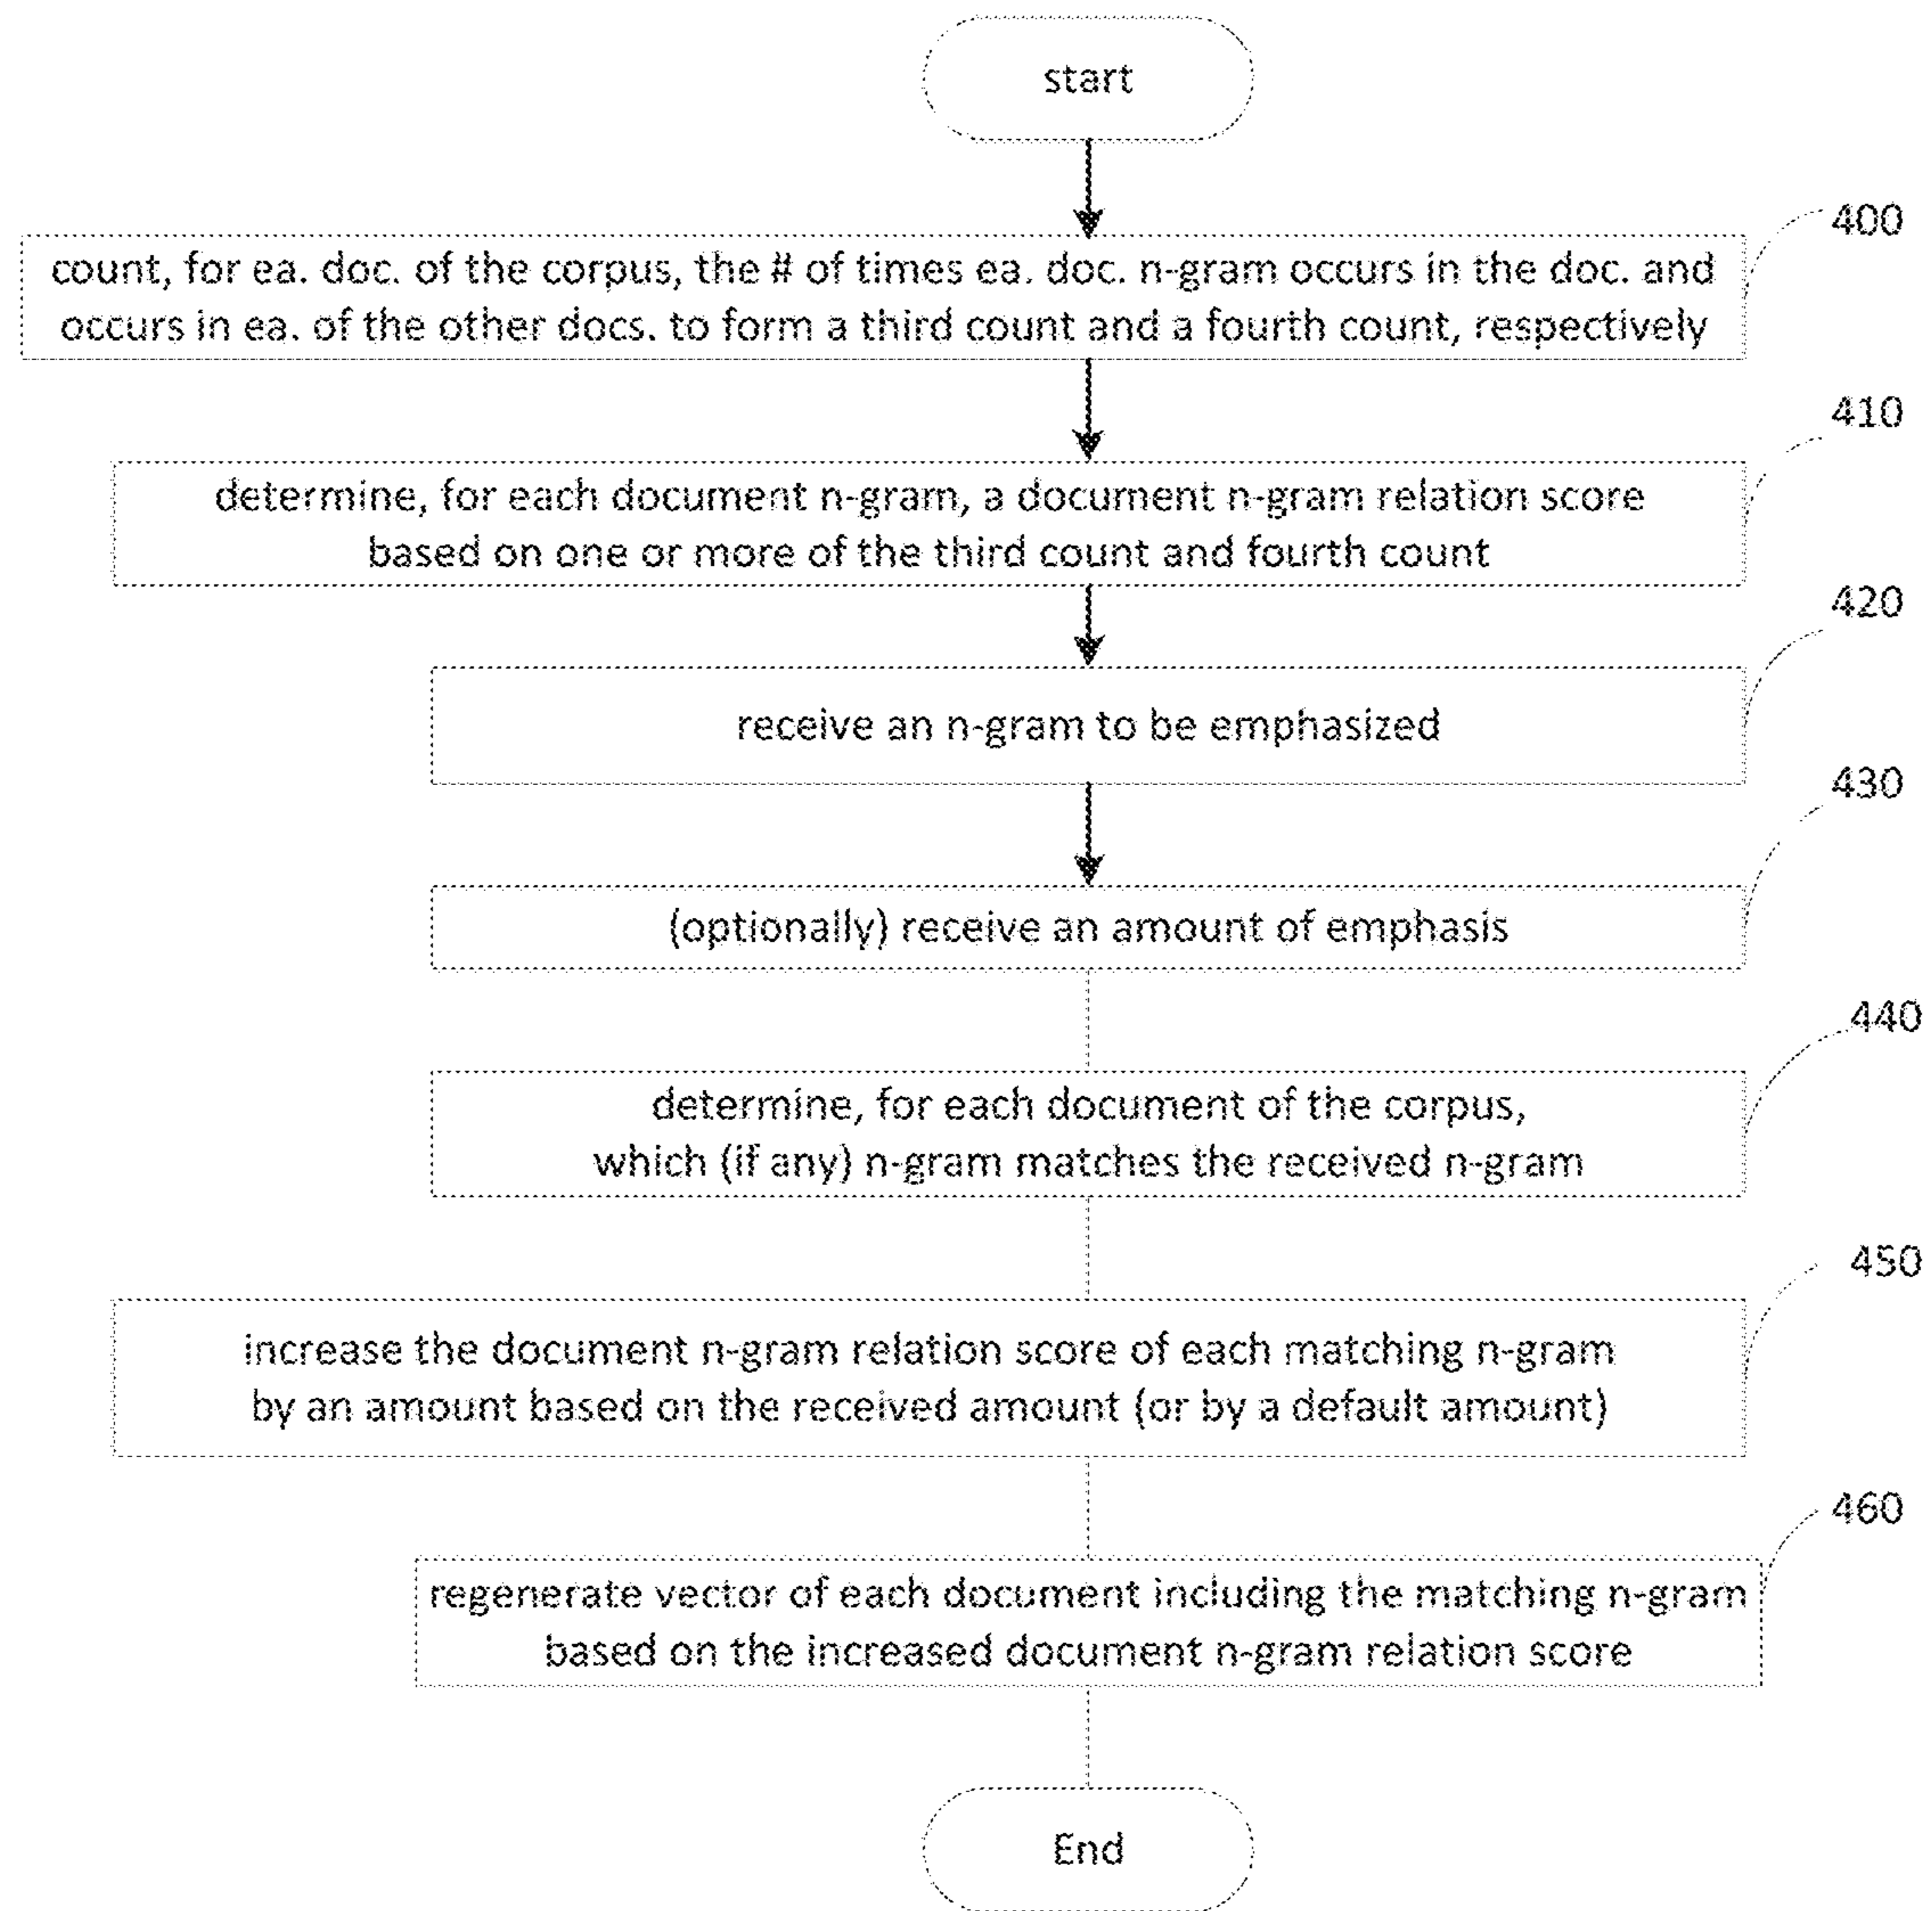 start
400
count, for ea. doc. of the corpus, the # of times ea. doc. n-gram occurs in the doc. and
occurs in ea. of the other docs. to form a third count and a fourth count, respectively
410
determine, for each document n-gram, a document n-gram relation score
based on one or more of the third count and fourth count
420
receive an n-gram to be emphasized
430
(optionally) receive an amount of emphasis
440
determine, for each document of the corpus,
which (if any) n-gram matches the received n-gram
450
increase the document n-gram relation score of each matching n-gram
by an amount based on the received amount (or by a default amount)
460
regenerate vector of each document including the matching n-gram
based on the increased document n-gram relation score
End